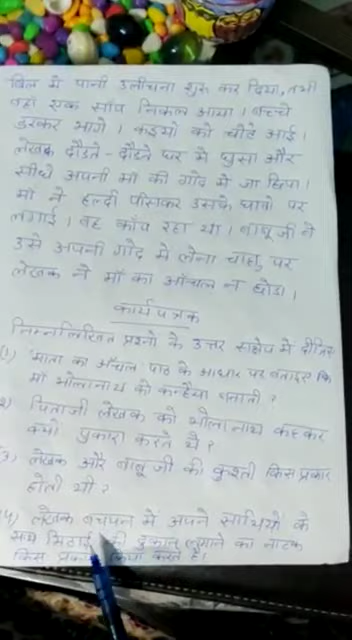 बिल मे पानी उलीचना शुरू कर दिया, तभी
वहाँ एक साँप निकल आया। बच्चे
डरकर भागे। कइयों को चोटे आई।
लेखक दौडते-दौडते घर मे घुसा और
सीधे अपनी माँ की गोद मे जा छिपा।
माँ ने हल्दी पीसकर उसके घावो पर
लगाई। वह काँप रहा था। बाबू जी ने
उसे अपनी गोद मे लेना चाहा, पर
लेखक ने माँ का आँचल न छोडा।
कार्यपत्रक
निम्नलिखित प्रश्नो के उत्तर संक्षेप मे दीजिए
(1) 'माता का अँचल' पाठ के आधार पर बताइए कि
माँ भोलानाथ को कन्हैया बनाती?
2) पिताजी लेखक को भोलानाथ कहकर
क्यो पुकारा करते थे?
(3) लेखक और बाबू जी की कुश्ती किस प्रकार
होती थी?
(4) लेखक बचपन मे अपने साथियो के
साथ मिठाई की दुकान लगाने का नाटक
किस प्रकार किया करते है।